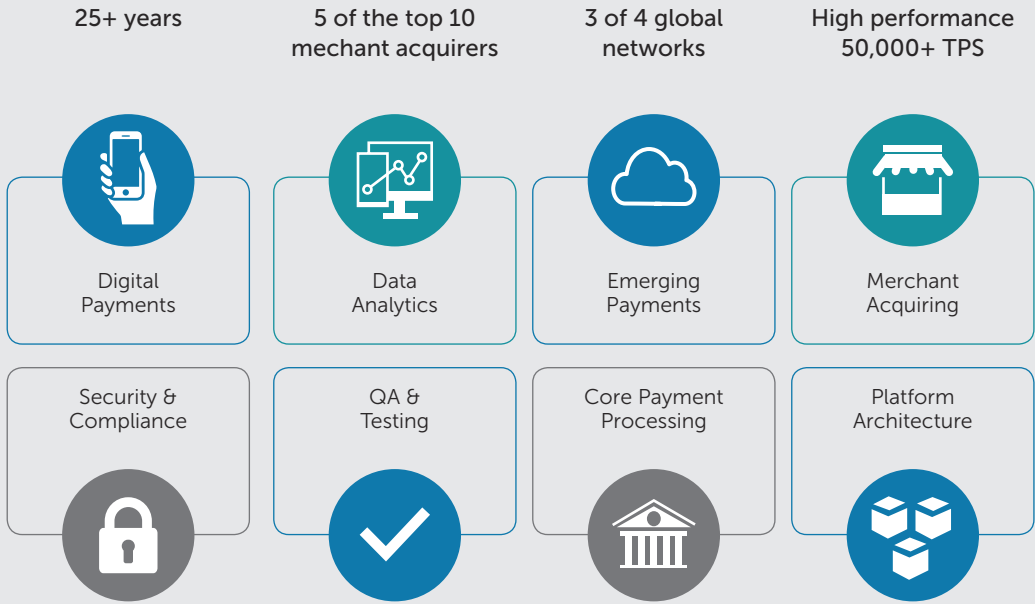 25+ years
5 of the top 10
mechant acquirers
3 of 4 global
networks
High performance
50,000+ TPS
Digital
Payments
Data
Analytics
Emerging
Payments
Merchant
Acquiring
Security &
Compliance
QA &
Testing
Core Payment
Processing
Platform
Architecture